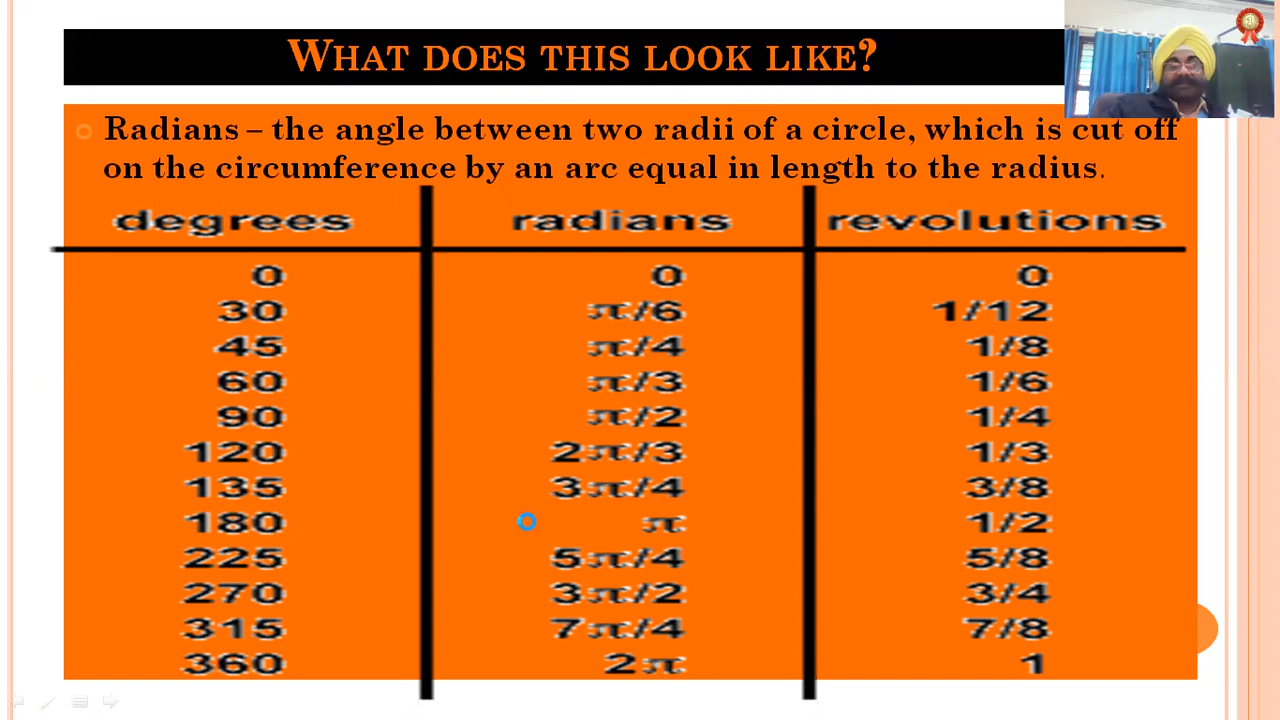 WHAT DOES THIS LOOK LIKE?
Radians – the angle between two radii of a circle, which is cut off
on the circumference by an arc equal in length to the radius.
degrees radians revolutions
0 0 0
30 π/6 1/12
45 π/4 1/8
60 π/3 1/6
90 π/2 1/4
120 2π/3 1/3
135 3π/4 3/8
180 π 1/2
225 5π/4 5/8
270 3π/2 3/4
315 7π/4 7/8
360 2π 1